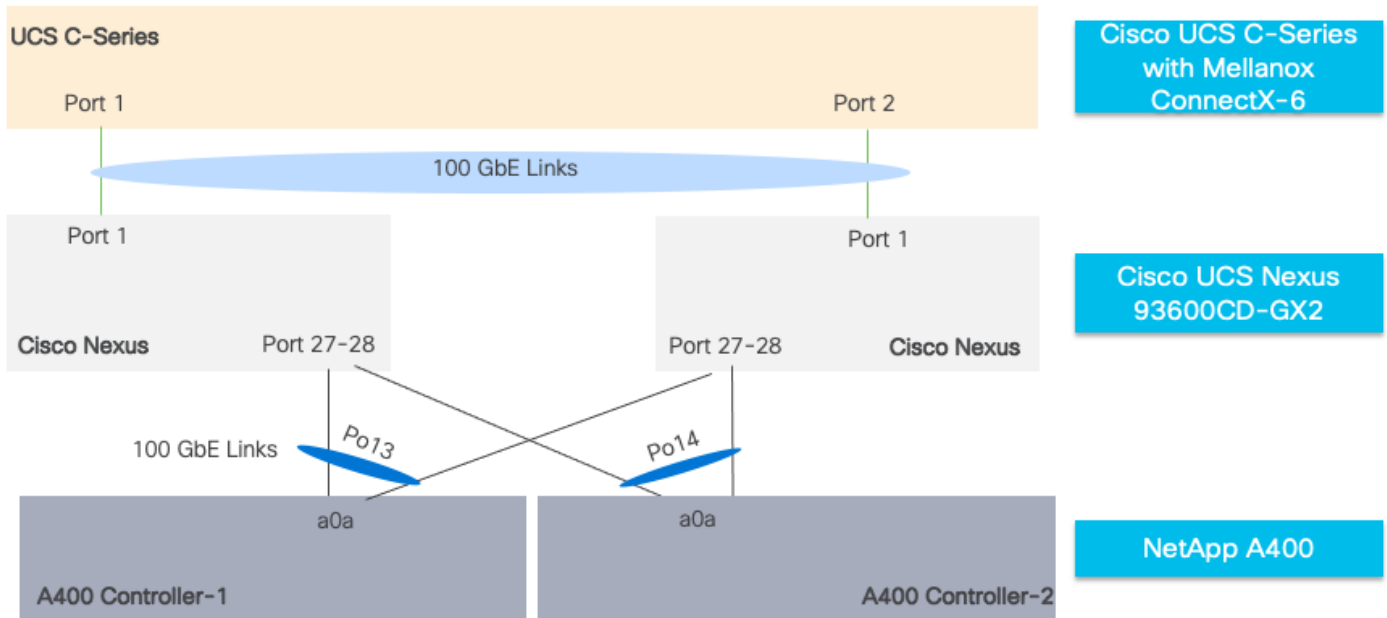 UCS C-Series
Port 1
Port 2
Cisco UCS C-Series
with Mellanox
ConnectX-6
100 GbE Links
Port 1
Port 1
Cisco Nexus
Port 27-28
Port 27-28
Cisco Nexus
Cisco UCS Nexus
93600CD-GX2
100 GbE Links
Po13
Po14
a0a
a0a
A400 Controller-1
A400 Controller-2
NetApp A400